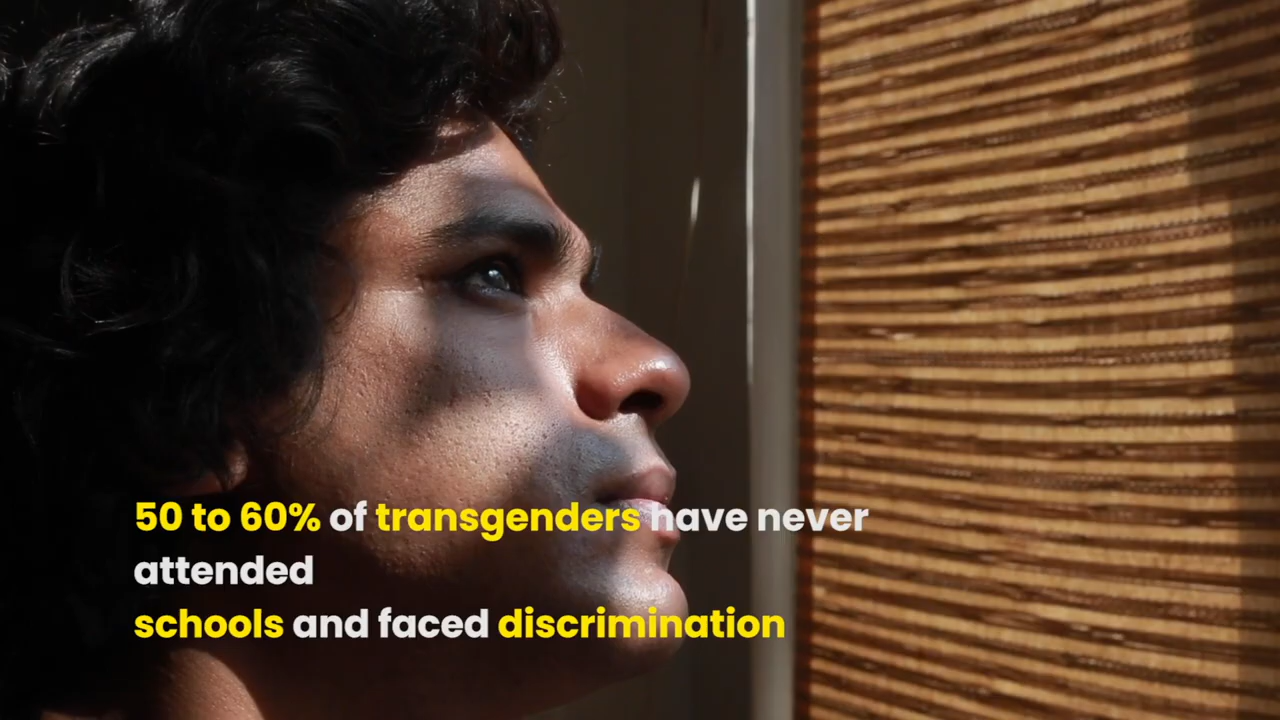 50 to 60% of transgenders have never
attended
schools and faced discrimination